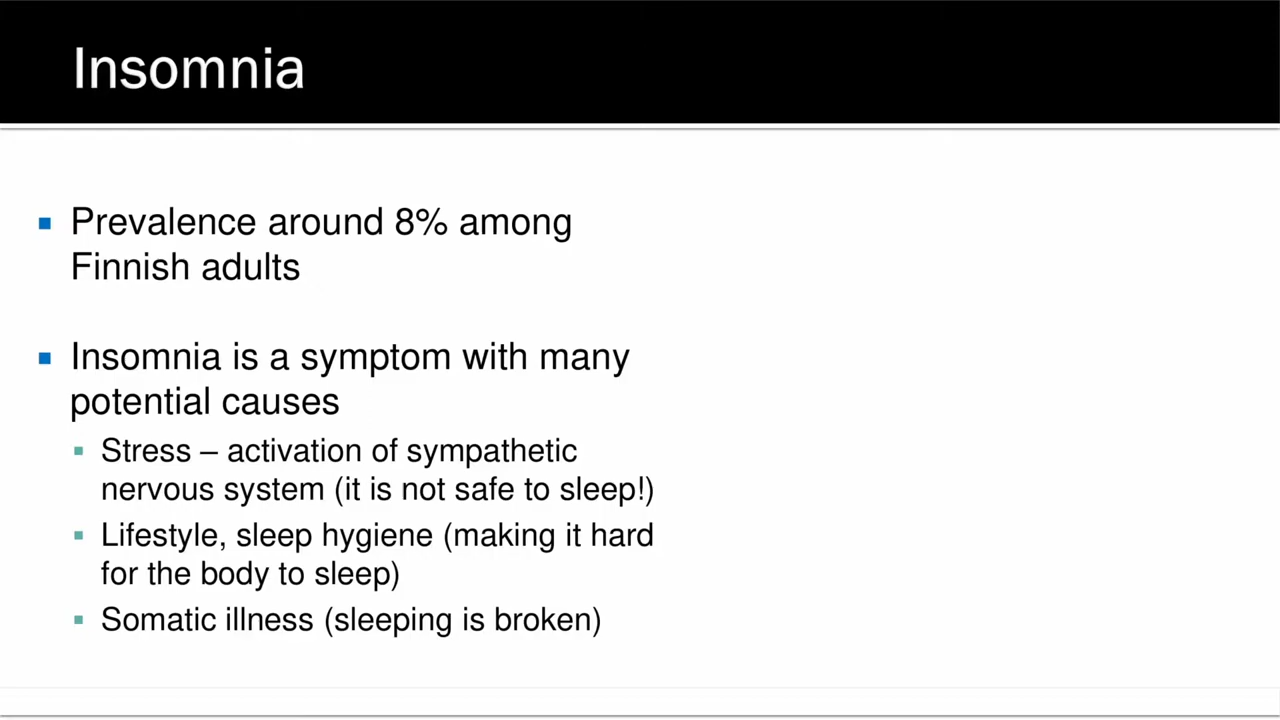 Insomnia
Prevalence around 8% among
Finnish adults
Insomnia is a symptom with many
potential causes
Stress – activation of sympathetic
nervous system (it is not safe to sleep!)
Lifestyle, sleep hygiene (making it hard
for the body to sleep)
Somatic illness (sleeping is broken)